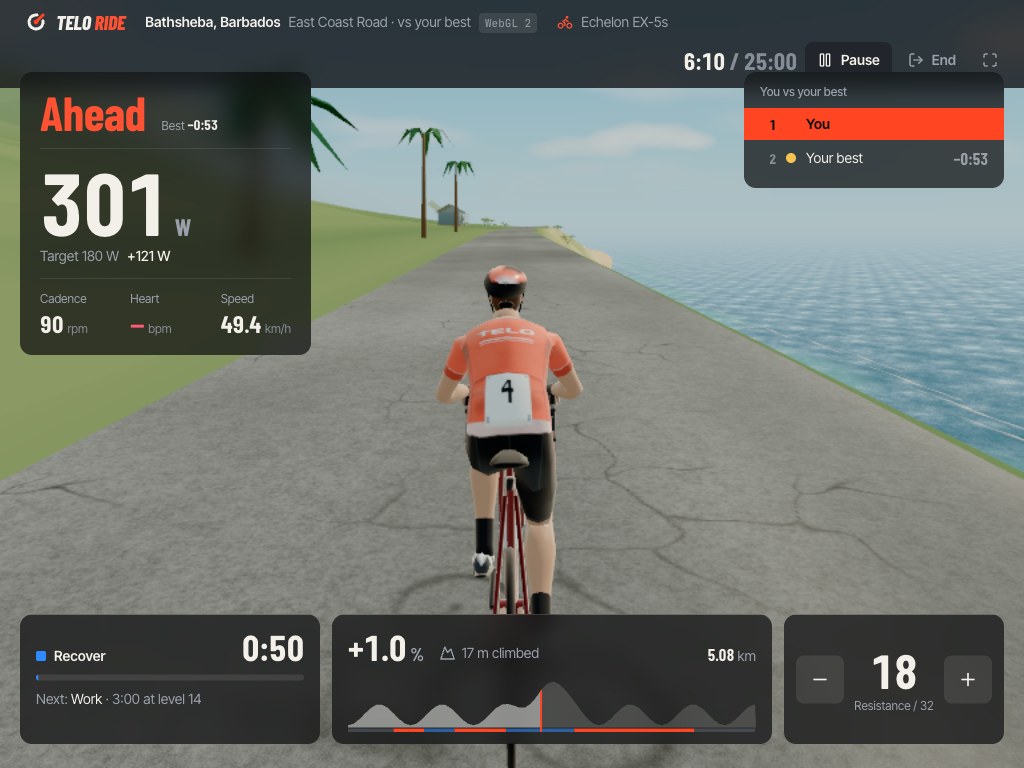 TELO RIDE Bathsheba, Barbados East Coast Road · vs your best WebGL 2 Echelon EX-5s
6:10 / 25:00 Pause End
Ahead Best −0:53
301 W
Target 180 W +121 W
Cadence Heart Speed
90 rpm — bpm 49.4 km/h
You vs your best
1 You
2 Your best −0:53
TELO
4
Recover 0:50
Next: Work · 3:00 at level 14
+1.0 % 17 m climbed 5.08 km
− 18 +
Resistance / 32